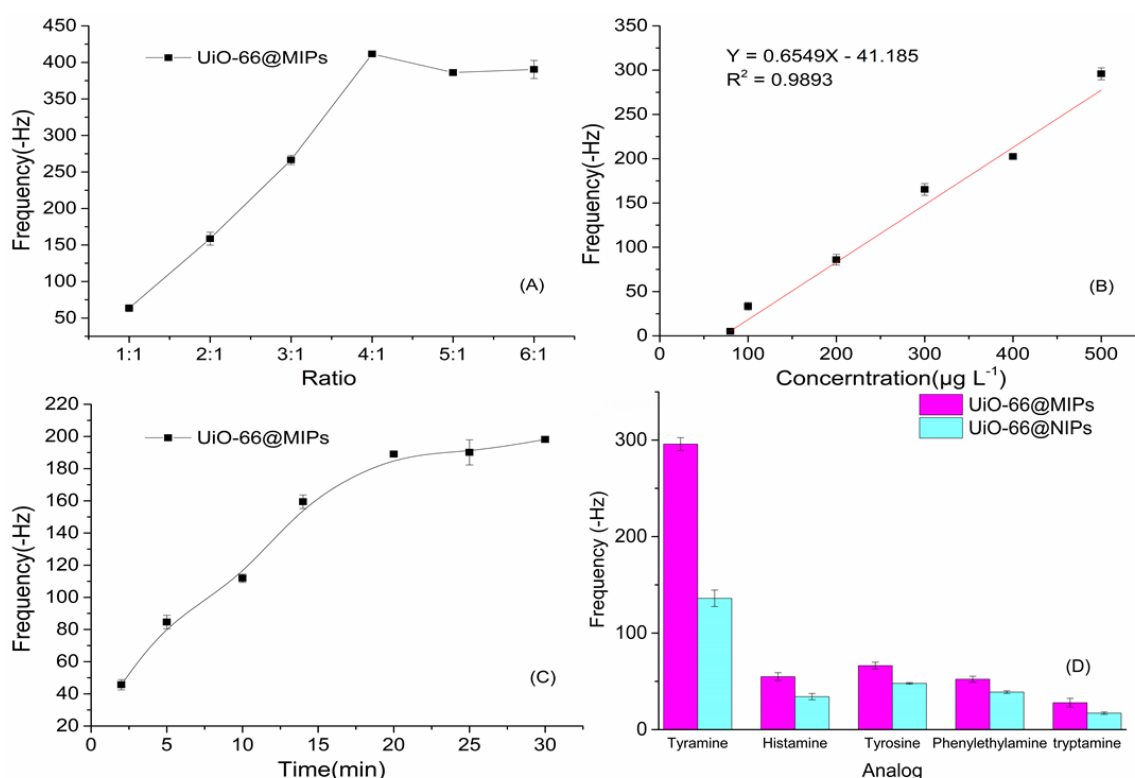 450
400
350
300
250
200
150
100
50
Frequency(-Hz)
UiO-66@MIPs
(A)
1:1 2:1 3:1 4:1 5:1 6:1
Ratio
300
250
200
150
100
50
0
Frequency(-Hz)
Y = 0.6549X - 41.185
R² = 0.9893
(B)
0 100 200 300 400 500
Concerntration(μg L⁻¹)
220
200
180
160
140
120
100
80
60
40
20
Frequency(-Hz)
UiO-66@MIPs
(C)
0 5 10 15 20 25 30
Time(min)
300
200
100
0
Frequency (-Hz)
UiO-66@MIPs
UiO-66@NIPs
(D)
Tyramine Histamine Tyrosine Phenylethylamine tryptamine
Analog